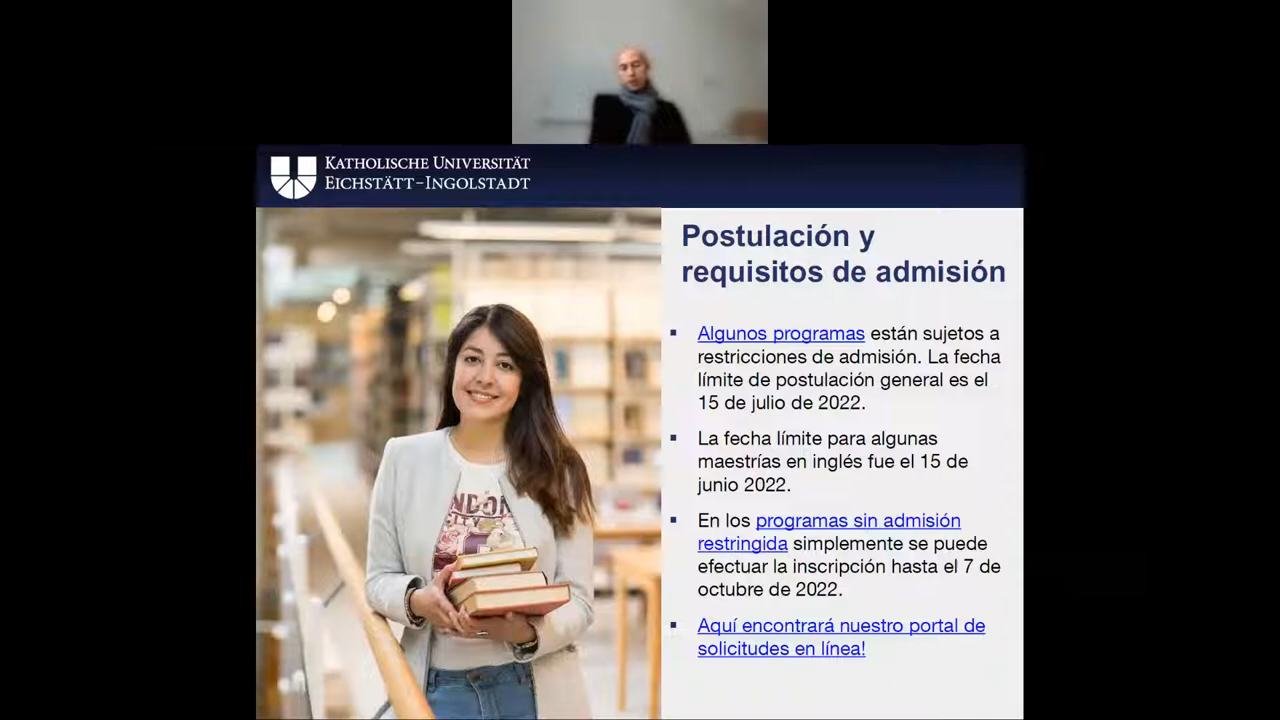 KATHOLISCHE UNIVERSITÄT
EICHSTÄTT-INGOLSTADT
Postulación y
requisitos de admisión
Algunos programas están sujetos a
restricciones de admisión. La fecha
límite de postulación general es el
15 de julio de 2022.
La fecha límite para algunas
maestrías en inglés fue el 15 de
junio 2022.
En los programas sin admisión
restringida simplemente se puede
efectuar la inscripción hasta el 7 de
octubre de 2022.
Aquí encontrará nuestro portal de
solicitudes en línea!